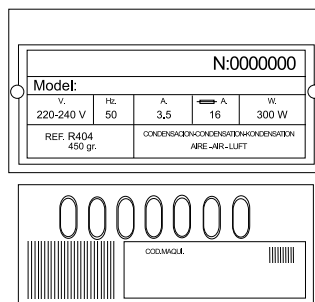 N:0000000
Model:
V. Hz. A. A. W.
220-240 V 50 3.5 16 300 W
REF. R404 CONDENSACION-CONDENSATION-KONDENSATION
450 gr. AIRE-AIR-LUFT
COD.MAQUI.